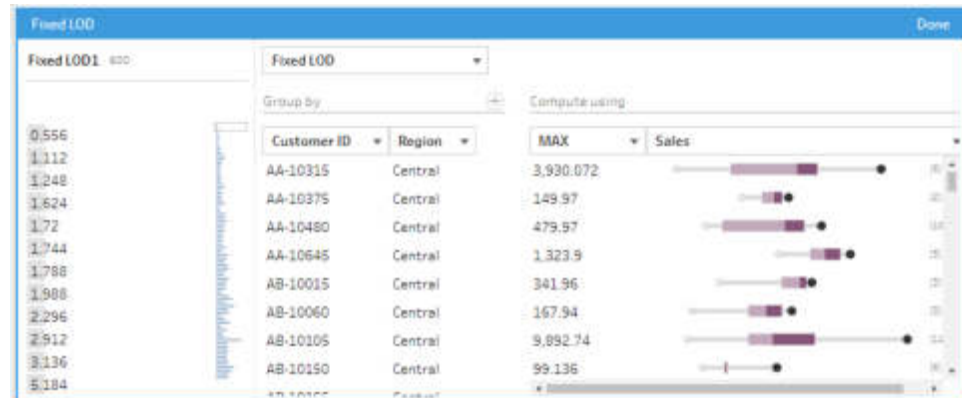 Fixed LOD Done
Fixed LOD1
Fixed LOD
Group by Compute using
Customer ID Region MAX Sales
0.556
1.112
1.248
1.624
1.72
1.744
1.788
1.988
2.296
2.912
3.136
5.184
AA-10315 Central 3,930.072
AA-10375 Central 149.97
AA-10480 Central 479.97
AA-10645 Central 1,323.9
AB-10015 Central 341.96
AB-10060 Central 167.94
AB-10105 Central 9,892.74
AB-10150 Central 99.136